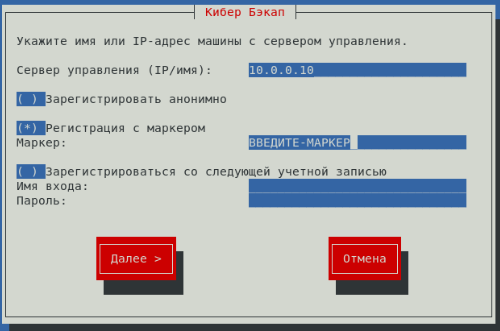 Кибер Бэкап
Укажите имя или IP-адрес машины с сервером управления.
Сервер управления (IP/имя): 10.0.0.10
( ) Зарегистрировать анонимно
(*) Регистрация с маркером
Маркер: ВВЕДИТЕ-МАРКЕР_
( ) Зарегистрироваться со следующей учетной записью
Имя входа:
Пароль:
Далее > Отмена